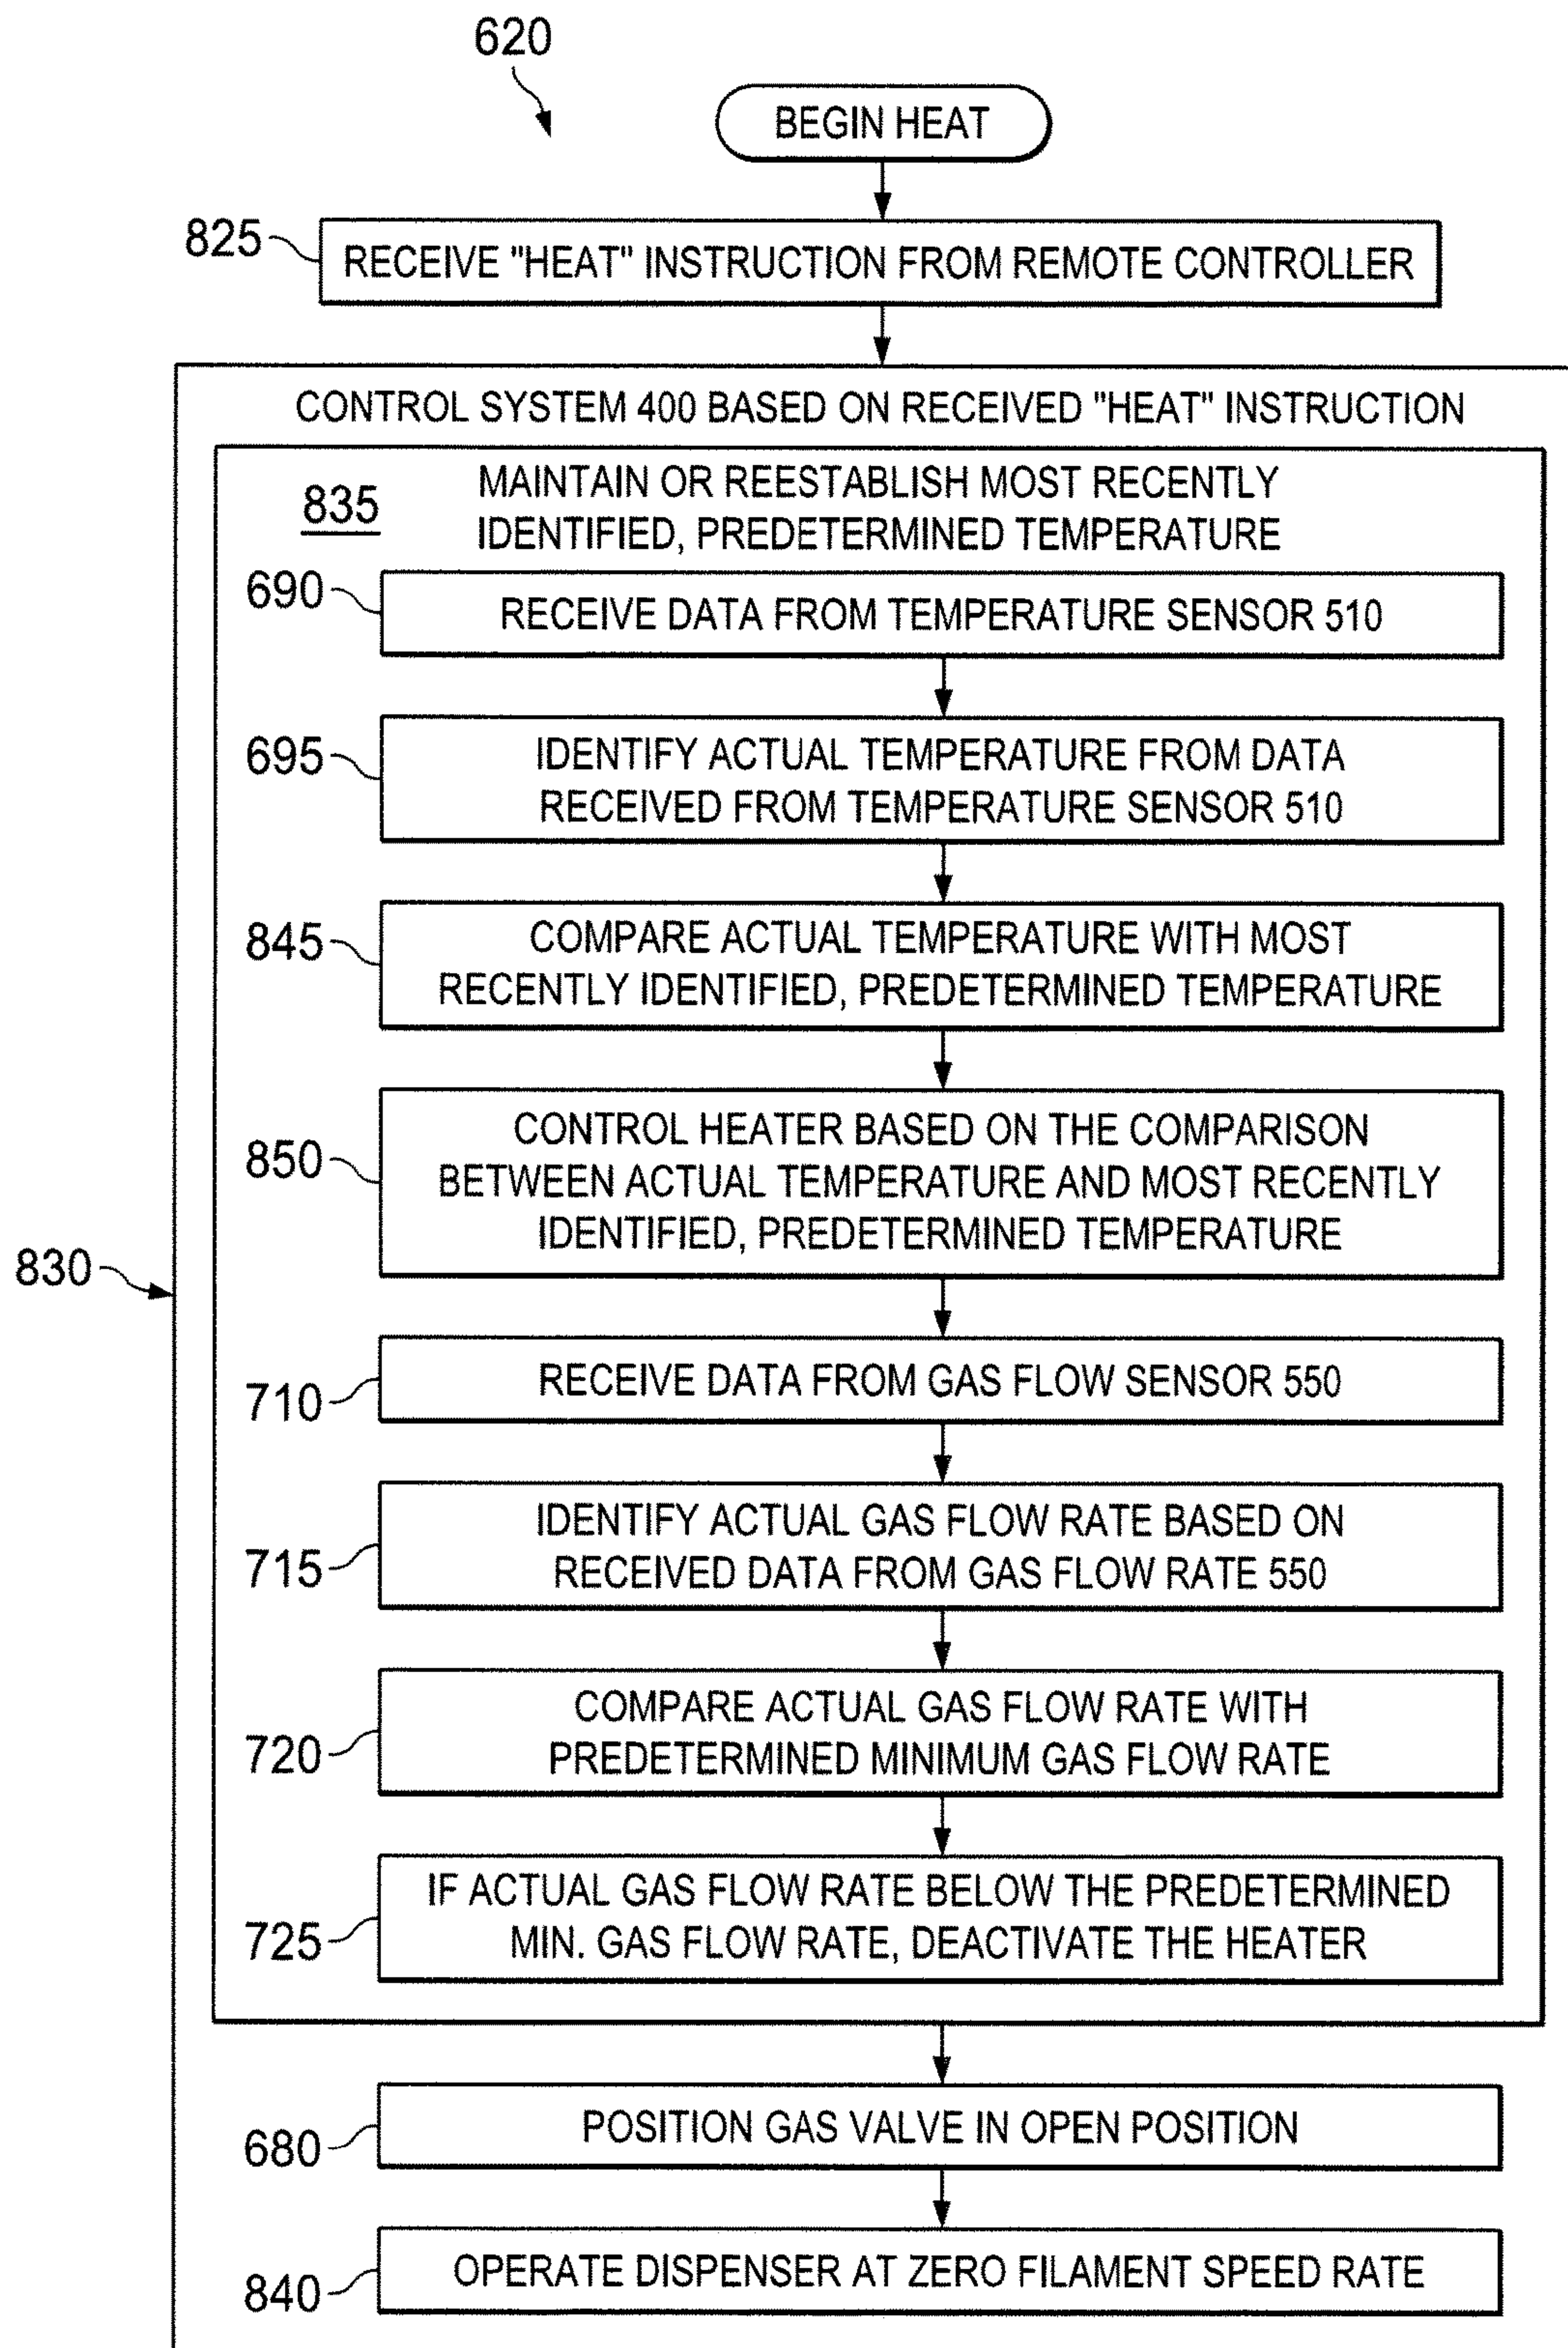 620
BEGIN HEAT
825
RECEIVE "HEAT" INSTRUCTION FROM REMOTE CONTROLLER
CONTROL SYSTEM 400 BASED ON RECEIVED "HEAT" INSTRUCTION
835
MAINTAIN OR REESTABLISH MOST RECENTLY
IDENTIFIED, PREDETERMINED TEMPERATURE
690
RECEIVE DATA FROM TEMPERATURE SENSOR 510
695
IDENTIFY ACTUAL TEMPERATURE FROM DATA
RECEIVED FROM TEMPERATURE SENSOR 510
845
COMPARE ACTUAL TEMPERATURE WITH MOST
RECENTLY IDENTIFIED, PREDETERMINED TEMPERATURE
850
CONTROL HEATER BASED ON THE COMPARISON
BETWEEN ACTUAL TEMPERATURE AND MOST RECENTLY
IDENTIFIED, PREDETERMINED TEMPERATURE
830
710
RECEIVE DATA FROM GAS FLOW SENSOR 550
715
IDENTIFY ACTUAL GAS FLOW RATE BASED ON
RECEIVED DATA FROM GAS FLOW RATE 550
720
COMPARE ACTUAL GAS FLOW RATE WITH
PREDETERMINED MINIMUM GAS FLOW RATE
725
IF ACTUAL GAS FLOW RATE BELOW THE PREDETERMINED
MIN. GAS FLOW RATE, DEACTIVATE THE HEATER
680
POSITION GAS VALVE IN OPEN POSITION
840
OPERATE DISPENSER AT ZERO FILAMENT SPEED RATE